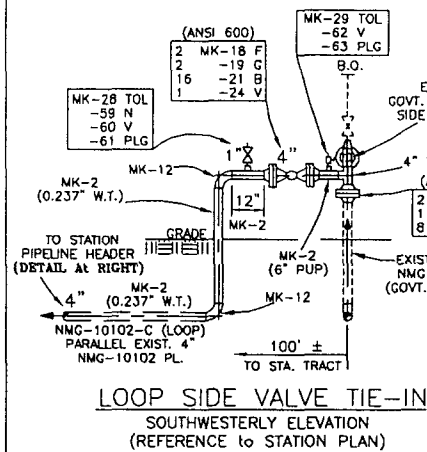 (ANSI 600)
2 MK-18 F
2 -19 G
16 -21 B
1 -24 V
MK-29 TOL
-62 V
-63 PLG
B.O.
E
GOVT.
SIDE
MK-28 TOL
-59 N
-60 V
-61 PLG
1"
4"
4"
MK-12
MK-2
(0.237" W.T.)
12"
MK-2
(
2
1
8
MK-2
(6" PUP)
GRADE
EXIST
NMG
(GOVT.
TO STATION
PIPELINE HEADER
(DETAIL At RIGHT)
MK-2
(0.237" W.T.)
4"
MK-12
NMG-10102-C (LOOP)
PARALLEL EXIST. 4"
NMG-10102 PL.
100' ±
TO STA. TRACT
LOOP SIDE VALVE TIE-IN
SOUTHWESTERLY ELEVATION
(REFERENCE to STATION PLAN)